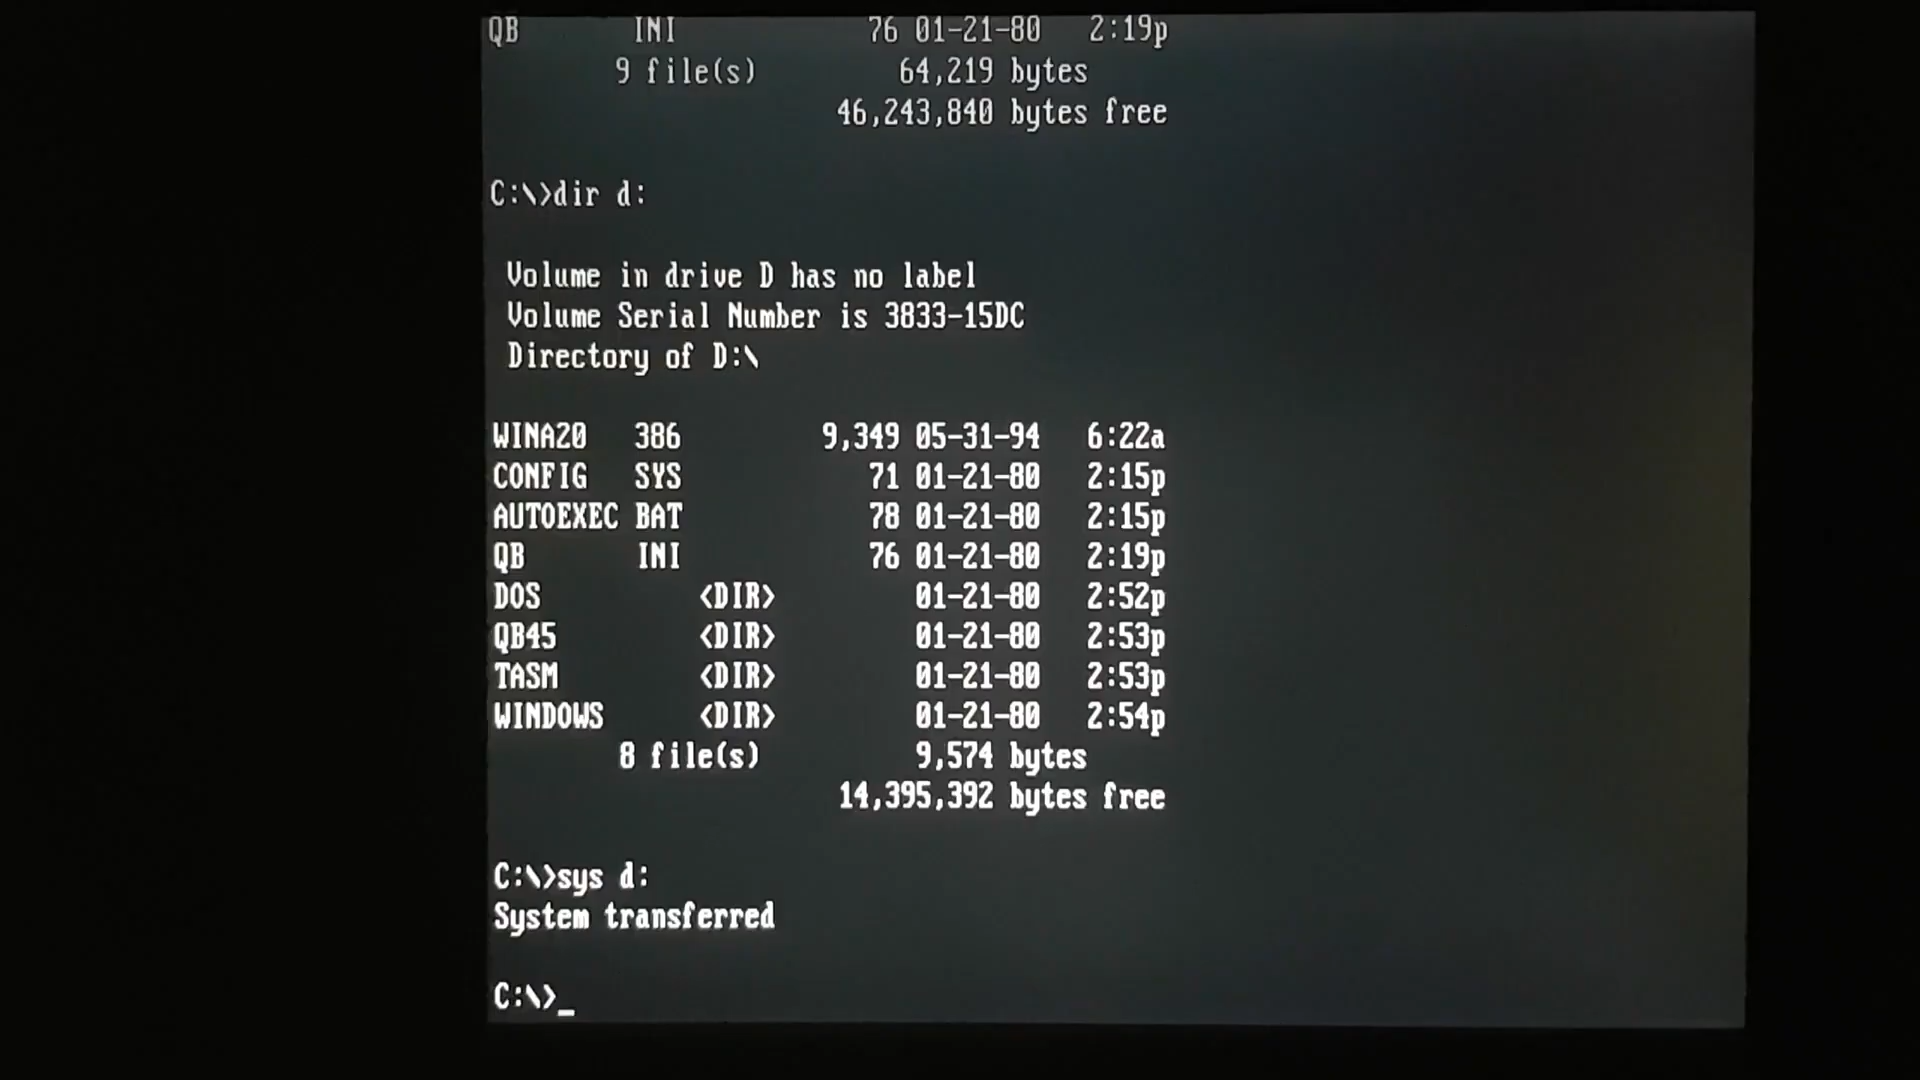 QB INI 76 01-21-80 2:19p
9 file(s) 64,219 bytes
46,243,840 bytes free
C:\>dir d:
Volume in drive D has no label
Volume Serial Number is 3833-15DC
Directory of D:\
WINA20 386 9,349 05-31-94 6:22a
CONFIG SYS 71 01-21-80 2:15p
AUTOEXEC BAT 78 01-21-80 2:15p
QB INI 76 01-21-80 2:19p
DOS <DIR> 01-21-80 2:52p
QB45 <DIR> 01-21-80 2:53p
TASM <DIR> 01-21-80 2:53p
WINDOWS <DIR> 01-21-80 2:54p
8 file(s) 9,574 bytes
14,395,392 bytes free
C:\>sys d:
System transferred
C:\>_